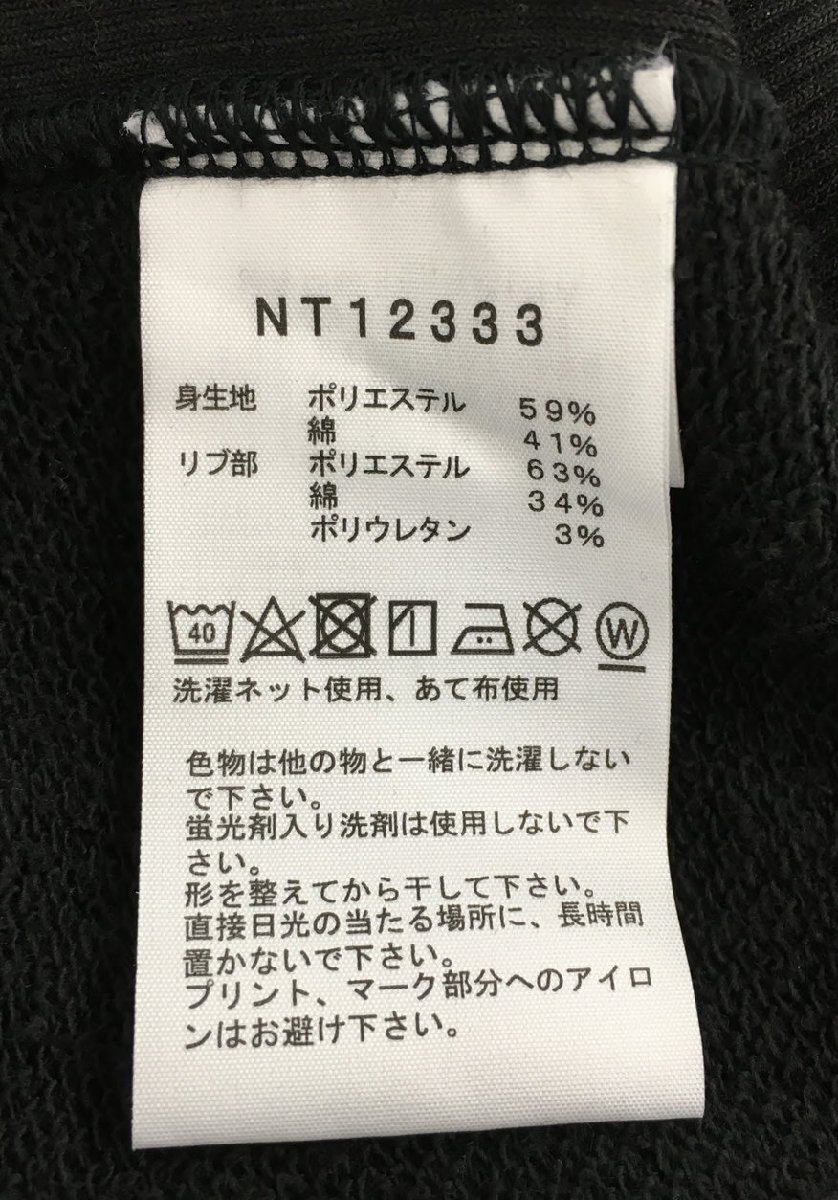 NT12333
身生地 ポリエステル 59%
綿 41%
リブ部 ポリエステル 63%
綿 34%
ポリウレタン 3%
40 W
洗濯ネット使用、あて布使用
色物は他の物と一緒に洗濯しない
で下さい。
蛍光剤入り洗剤は使用しないで下
さい。
形を整えてから干して下さい。
直接日光の当たる場所に、長時間
置かないで下さい。
プリント、マーク部分へのアイロ
ンはお避け下さい。